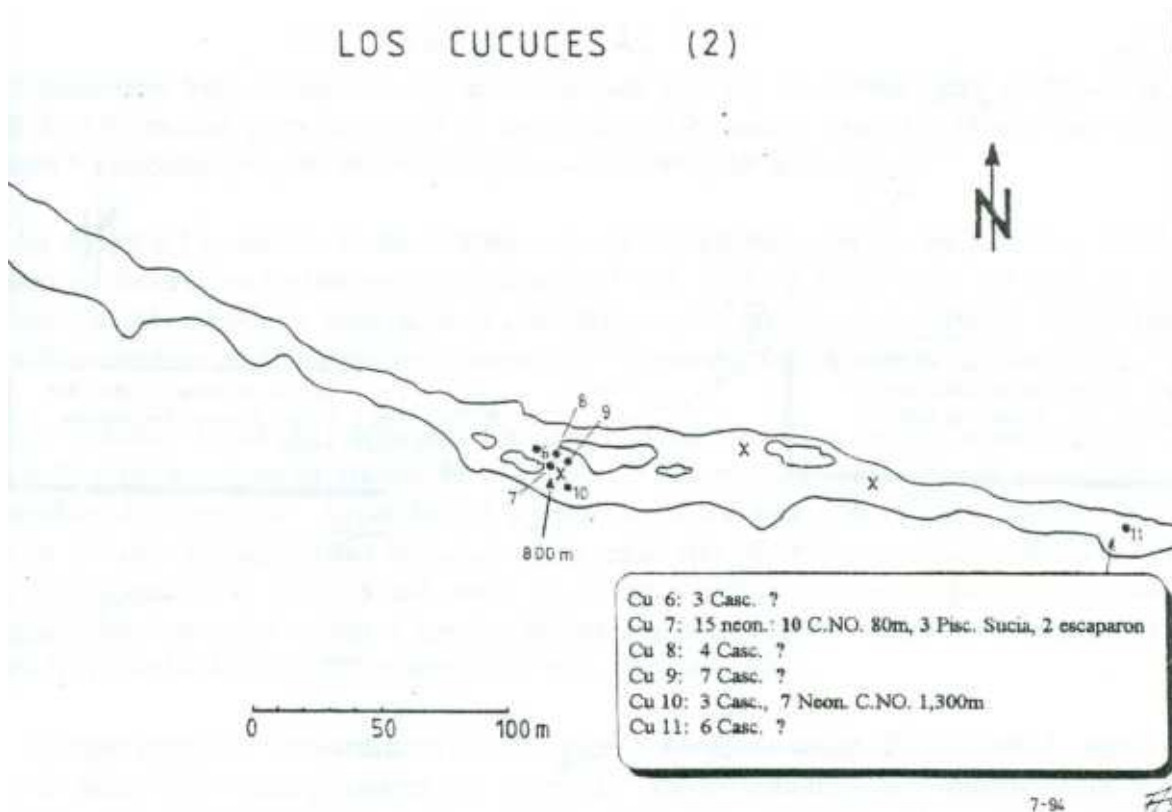 LOS CUCUCES (2)
N
8
9
6
X
X
7
X
10
X
11
800 m
Cu 6: 3 Casc. ?
Cu 7: 15 neon.: 10 C.NO. 80m, 3 Pisc. Sucia, 2 escaparon
Cu 8: 4 Casc. ?
Cu 9: 7 Casc. ?
Cu 10: 3 Casc., 7 Neon. C.NO. 1,300m
Cu 11: 6 Casc. ?
0 50 100 m
7-94